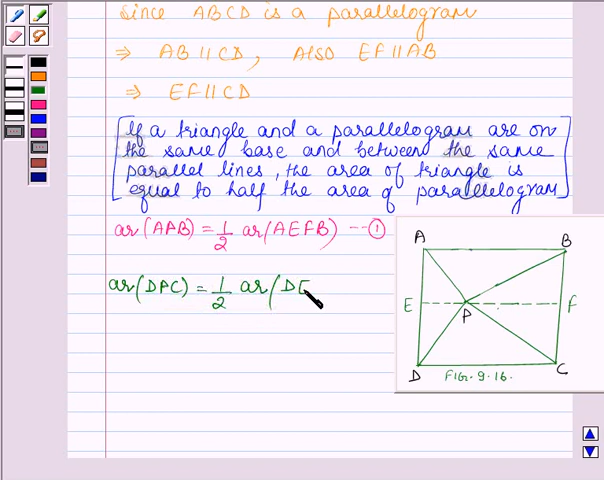 Since ABCD is a parallelogram
⇒ AB∥CD, Also EF∥AB
⇒ EF∥CD
[If a triangle and a parallelogram are on
the same base and between the same
parallel lines, the area of triangle is
equal to half the area of parallelogram]
ar(APB) = 1/2 ar(AEFB) --- ①
ar(DPC) = 1/2 ar(DE
A B
E F
P
D C
FIG. 9.16.